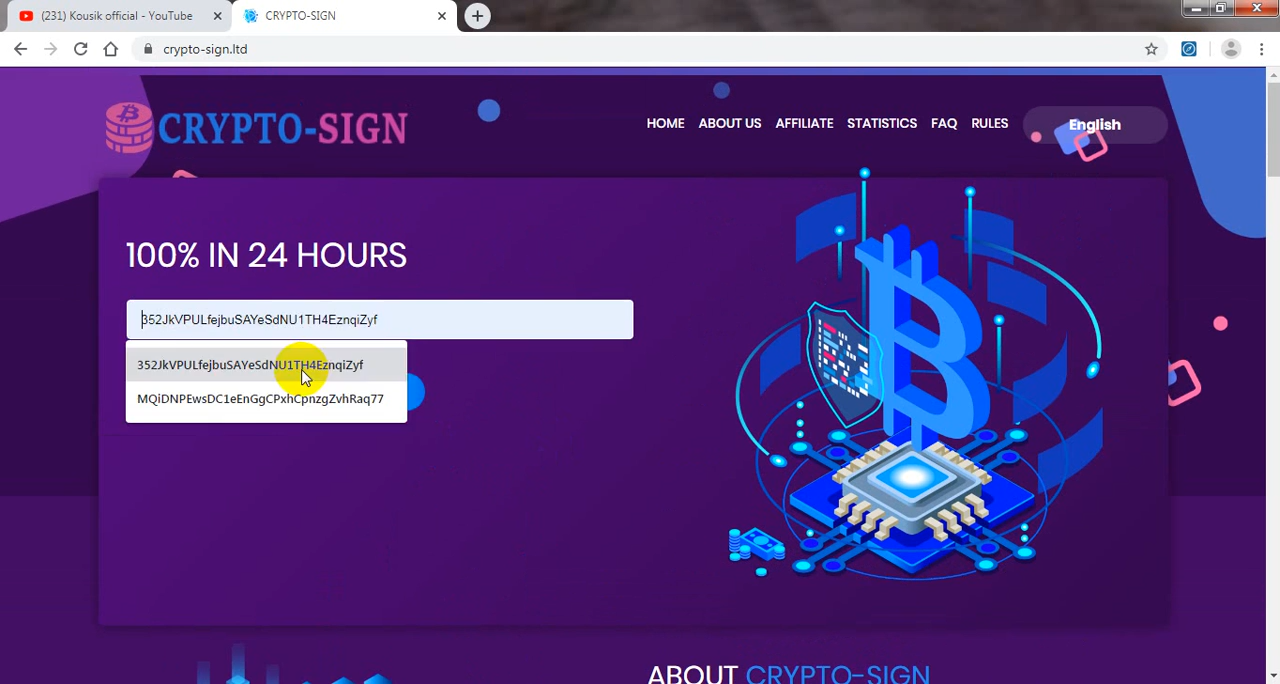 (231) Kousik official - YouTube
CRYPTO-SIGN
crypto-sign.ltd
CRYPTO-SIGN
HOME
ABOUT US
AFFILIATE
STATISTICS
FAQ
RULES
English
100% IN 24 HOURS
352JkVPULfejbuSAYeSdNU1TH4EznqiZyf
352JkVPULfejbuSAYeSdNU1TH4EznqiZyf
MQiDNPEwsDC1eEnGgCPxhCpnzgZvhRaq77
ABOUT CRYPTO-SIGN